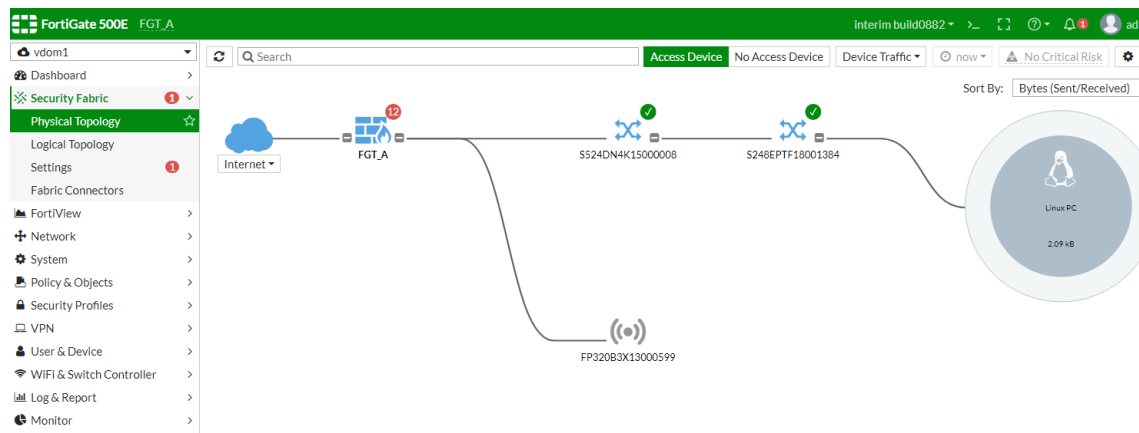 FortiGate 500E FGT_A interim build0882 >_ 1 ad
vdom1 Search Access Device No Access Device Device Traffic now No Critical Risk
Dashboard
Sort By: Bytes (Sent/Received)
Security Fabric 1
Physical Topology
Logical Topology
Settings 1
Fabric Connectors
FortiView
Network
System
Policy & Objects
Security Profiles
VPN
User & Device
WiFi & Switch Controller
Log & Report
Monitor
Internet
12
FGT_A
S524DN4K15000008
S248EPTF18001384
Linux PC
2.09 kB
FP320B3X13000599